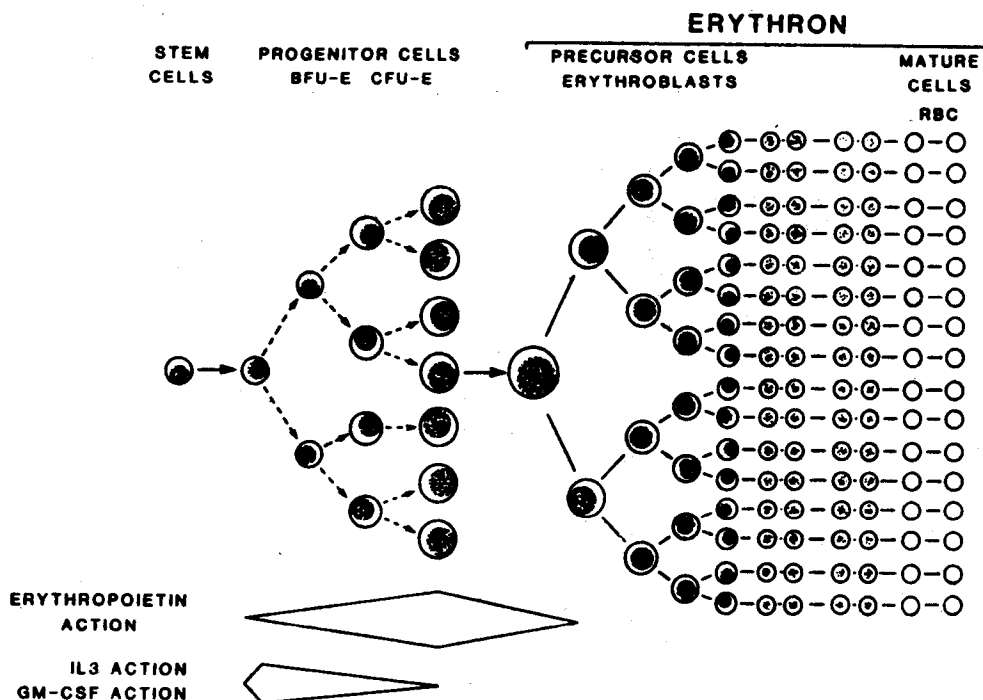 ERYTHRON
STEM CELLS
PROGENITOR CELLS
BFU-E CFU-E
PRECURSOR CELLS
ERYTHROBLASTS
MATURE CELLS
RBC
ERYTHROPOIETIN
ACTION
IL3 ACTION
GM-CSF ACTION